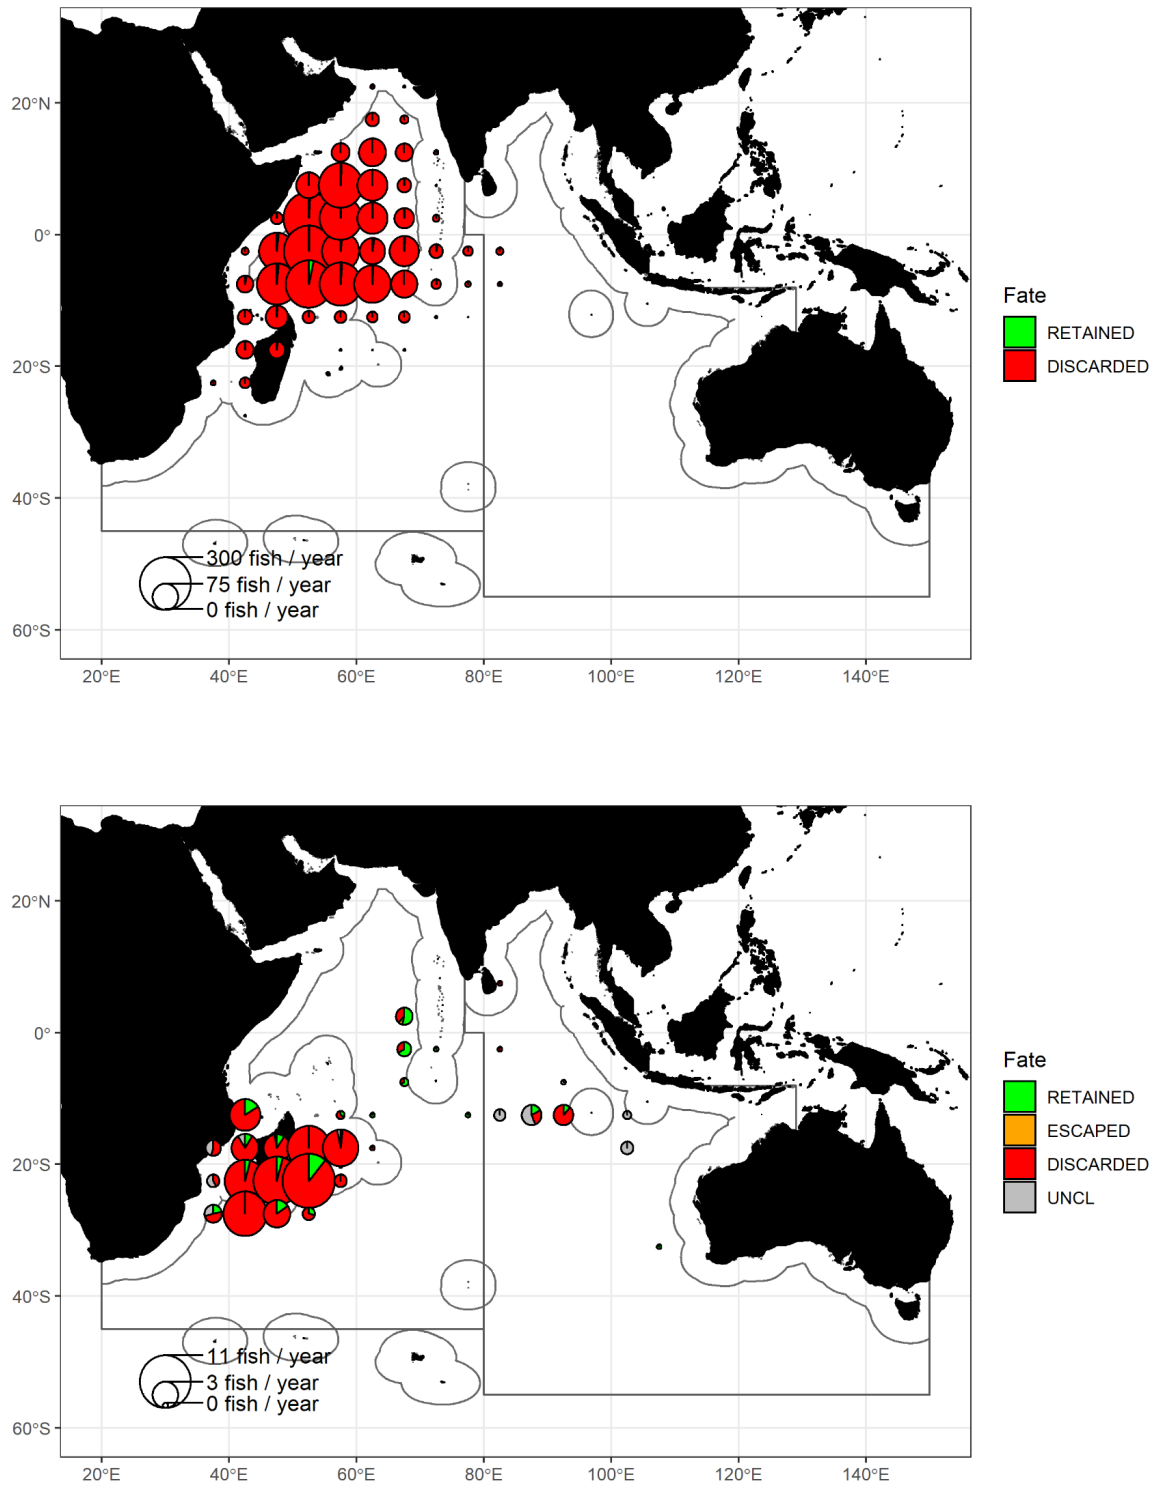 20°N
0°
20°S
40°S
60°S
300 fish / year
75 fish / year
0 fish / year
20°E 40°E 60°E 80°E 100°E 120°E 140°E
Fate
RETAINED
DISCARDED
20°N
0°
20°S
40°S
60°S
11 fish / year
3 fish / year
0 fish / year
20°E 40°E 60°E 80°E 100°E 120°E 140°E
Fate
RETAINED
ESCAPED
DISCARDED
UNCL